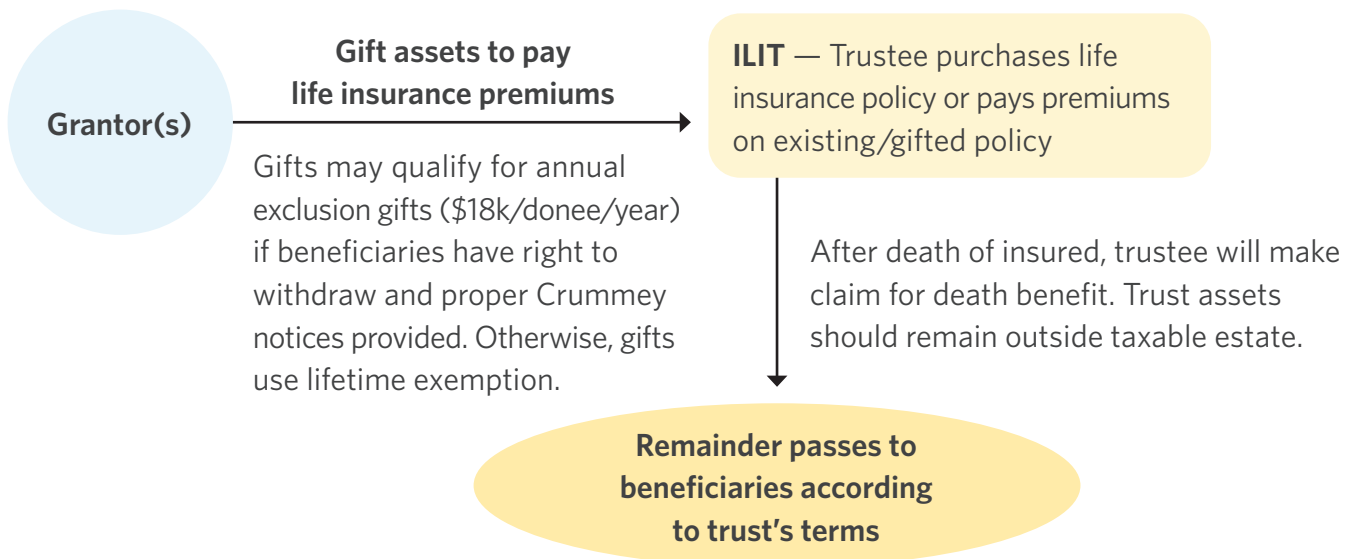 Grantor(s)
Gift assets to pay
life insurance premiums
Gifts may qualify for annual
exclusion gifts ($18k/donee/year)
if beneficiaries have right to
withdraw and proper Crummey
notices provided. Otherwise, gifts
use lifetime exemption.
ILIT — Trustee purchases life
insurance policy or pays premiums
on existing/gifted policy
After death of insured, trustee will make
claim for death benefit. Trust assets
should remain outside taxable estate.
Remainder passes to
beneficiaries according
to trust’s terms